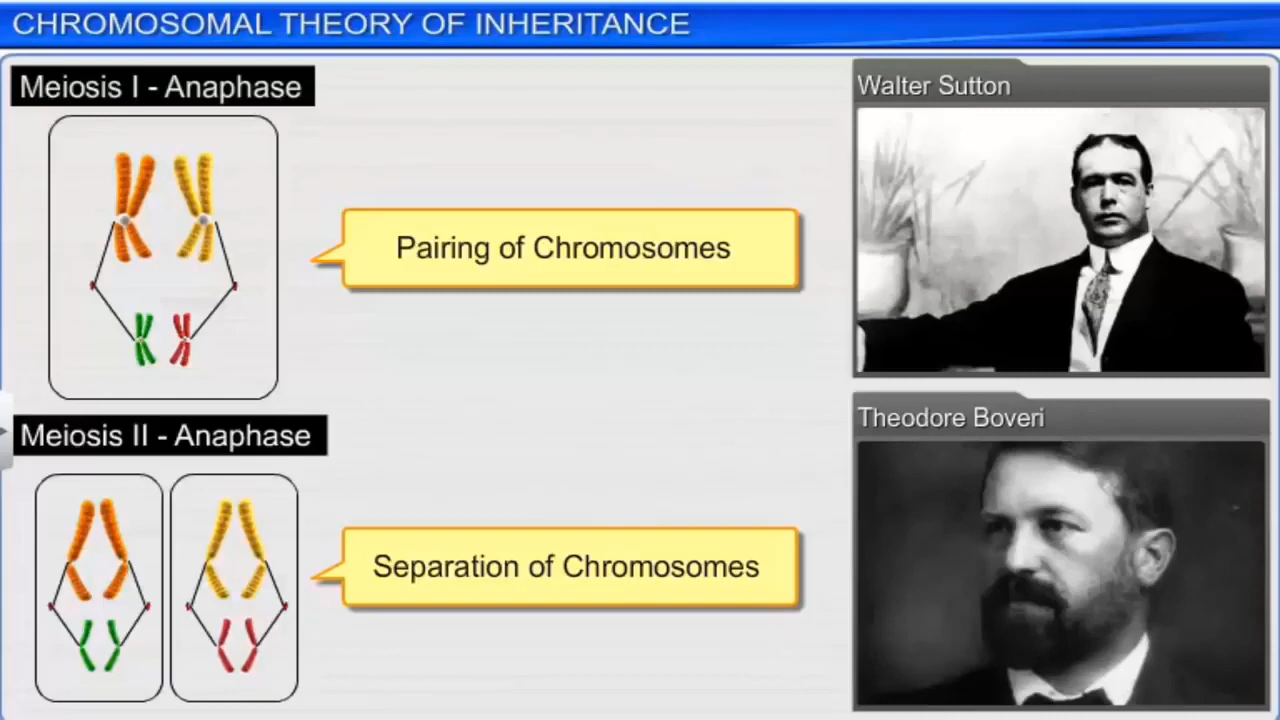 CHROMOSOMAL THEORY OF INHERITANCE
Meiosis I - Anaphase
Pairing of Chromosomes
Walter Sutton
Meiosis II - Anaphase
Separation of Chromosomes
Theodore Boveri